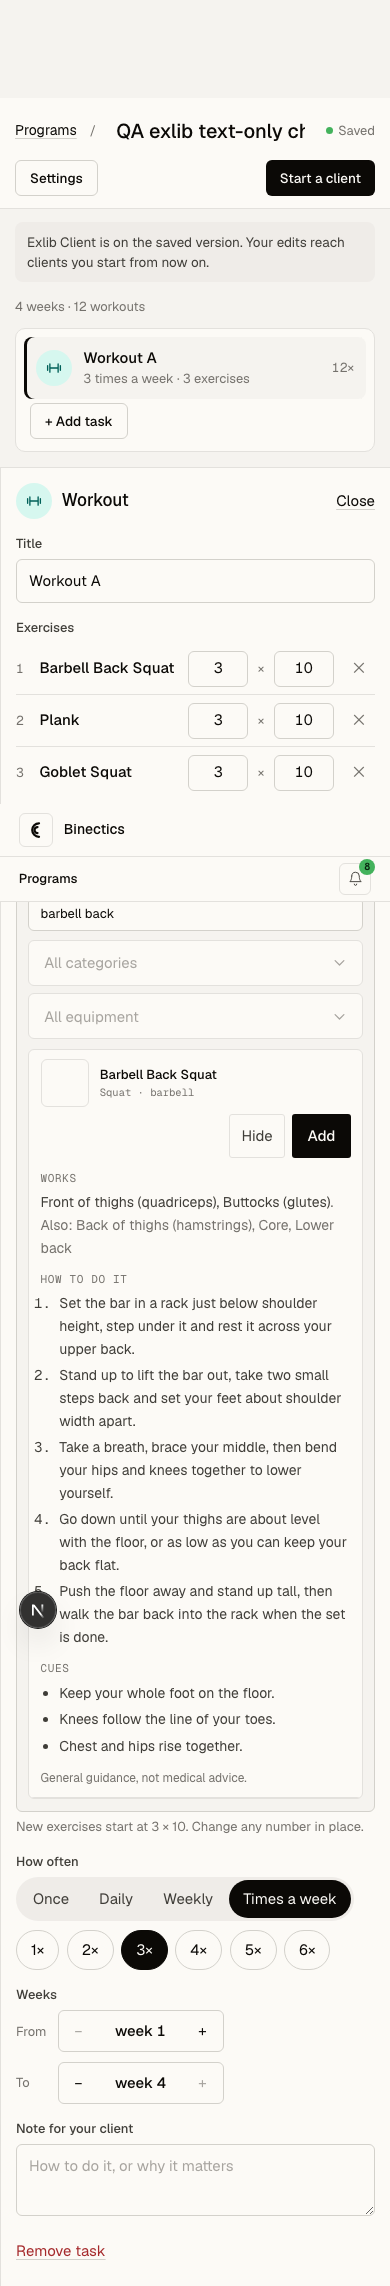 Programs / QA exlib text-only ch
Saved
Settings
Start a client
Exlib Client is on the saved version. Your edits reach
clients you start from now on.
4 weeks · 12 workouts
Workout A
3 times a week · 3 exercises
12×
+ Add task
Workout
Close
Title
Workout A
Exercises
1 Barbell Back Squat 3 × 10 ×
2 Plank 3 × 10 ×
3 Goblet Squat 3 × 10 ×
Binectics
Programs
8
barbell back
All categories
All equipment
Barbell Back Squat
Squat · barbell
Hide
Add
WORKS
Front of thighs (quadriceps), Buttocks (glutes).
Also: Back of thighs (hamstrings), Core, Lower
back
HOW TO DO IT
1. Set the bar in a rack just below shoulder
height, step under it and rest it across your
upper back.
2. Stand up to lift the bar out, take two small
steps back and set your feet about shoulder
width apart.
3. Take a breath, brace your middle, then bend
your hips and knees together to lower
yourself.
4. Go down until your thighs are about level
with the floor, or as low as you can keep your
back flat.
5. Push the floor away and stand up tall, then
walk the bar back into the rack when the set
is done.
N
CUES
• Keep your whole foot on the floor.
• Knees follow the line of your toes.
• Chest and hips rise together.
General guidance, not medical advice.
New exercises start at 3 × 10. Change any number in place.
How often
Once Daily Weekly Times a week
1× 2× 3× 4× 5× 6×
Weeks
From − week 1 +
To − week 4 +
Note for your client
How to do it, or why it matters
Remove task